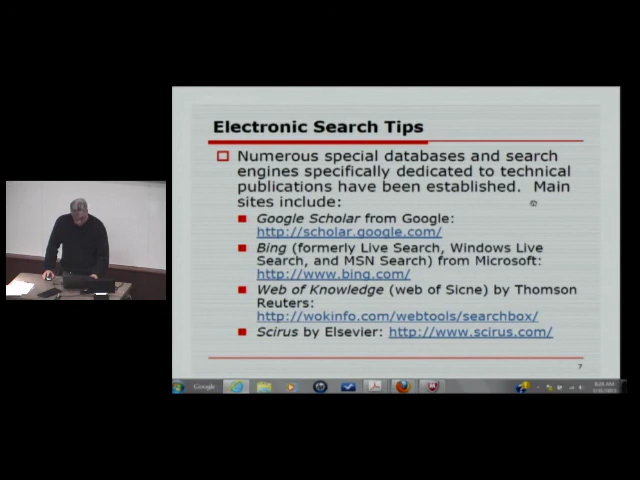 Electronic Search Tips
Numerous special databases and search
engines specifically dedicated to technical
publications have been established. Main
sites include:
Google Scholar from Google:
http://scholar.google.com/
Bing (formerly Live Search, Windows Live
Search, and MSN Search) from Microsoft:
http://www.bing.com/
Web of Knowledge (web of Sicne) by Thomson
Reuters:
http://wokinfo.com/webtools/searchbox/
Scirus by Elsevier: http://www.scirus.com/
7
Google